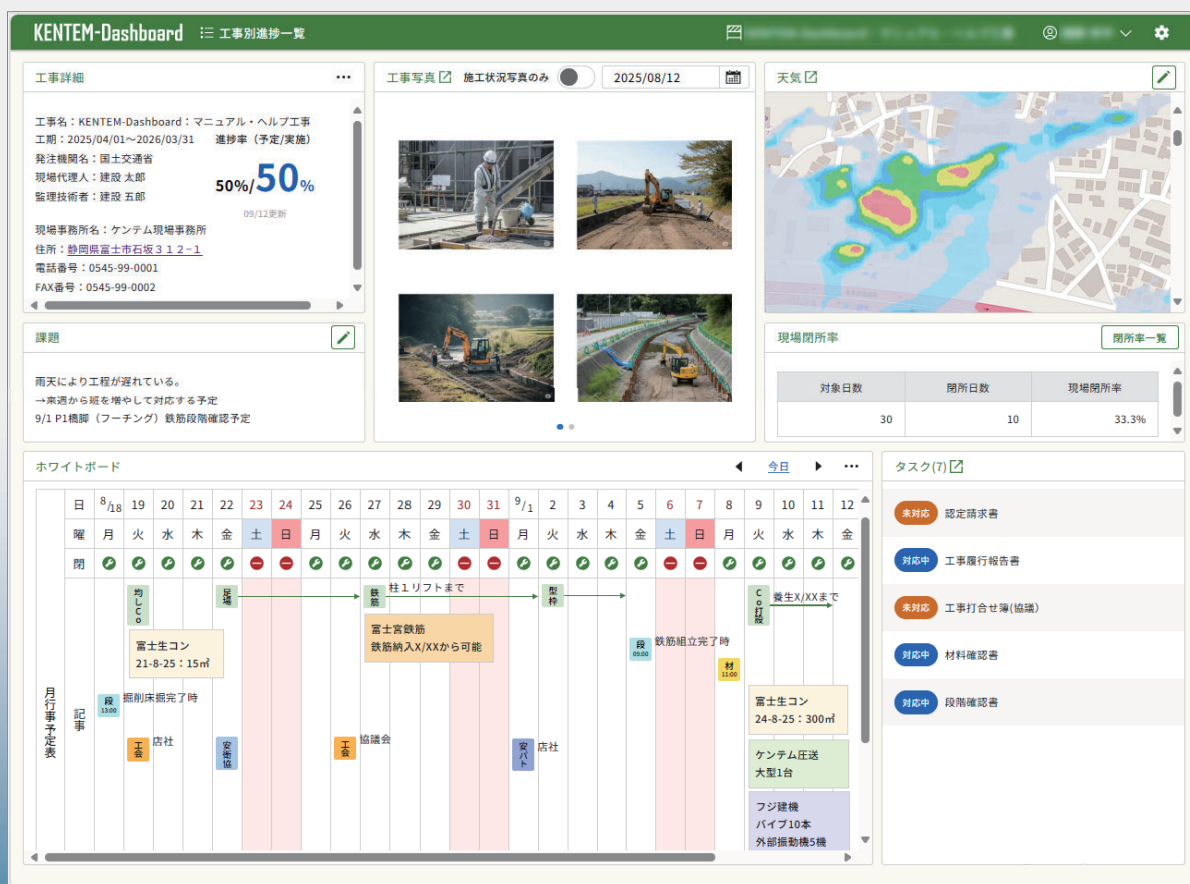 KENTEM-Dashboard
工事別進捗一覧
工事詳細
工事名：KENTEM-Dashboard：マニュアル・ヘルプ工事
工期：2025/04/01～2026/03/31
進捗率（予定/実施）
発注機関名：国土交通省
現場代理人：建設 太郎
監理技術者：建設 五郎
50%/50%
09/12更新
現場事務所名：ケンテム現場事務所
住所：静岡県富士市石坂３１２−１
電話番号：0545-99-0001
FAX番号：0545-99-0002
工事写真
施工状況写真のみ
2025/08/12
天気
課題
雨天により工程が遅れている。
→来週から班を増やして対応する予定
9/1 P1橋脚（フーチング）鉄筋段階確認予定
現場閉所率
閉所率一覧
対象日数 閉所日数 現場閉所率
30 10 33.3%
ホワイトボード
今日
日 8/18 19 20 21 22 23 24 25 26 27 28 29 30 31 9/1 2 3 4 5 6 7 8 9 10 11 12
曜 月 火 水 木 金 土 日 月 火 水 木 金 土 日 月 火 水 木 金 土 日 月 火 水 木 金
閉
月行事予定表
記事
均しCo
足場
鉄筋
柱１リフトまで
型枠
Co打設
養生X/XXまで
富士生コン
21-8-25：15㎥
富士宮鉄筋
鉄筋納入X/XXから可能
段
09:00
鉄筋組立完了時
材
11:00
段
13:00
掘削床掘完了時
富士生コン
24-8-25：300㎥
工会
店社
安衛協
工会
協議会
安パト
店社
ケンテム圧送
大型1台
フジ建機
バイブ10本
外部振動機5機
タスク(7)
未対応 認定請求書
対応中 工事履行報告書
未対応 工事打合せ簿(協議)
対応中 材料確認書
対応中 段階確認書